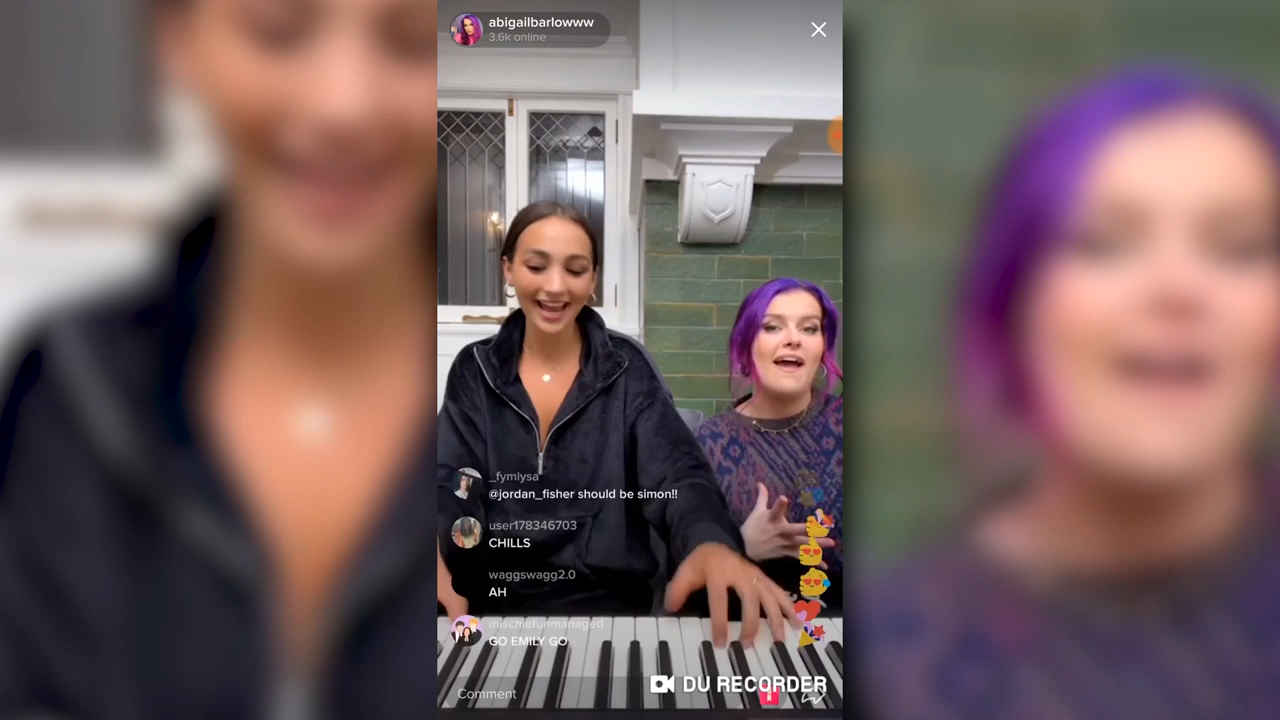 abigailbarlowww
3.6k online
_fymlysa
@jordan_fisher should be simon!!
user178346703
CHILLS
waggswagg2.0
AH
mischiefunmanaged
GO EMILY GO
Comment
DU RECORDER